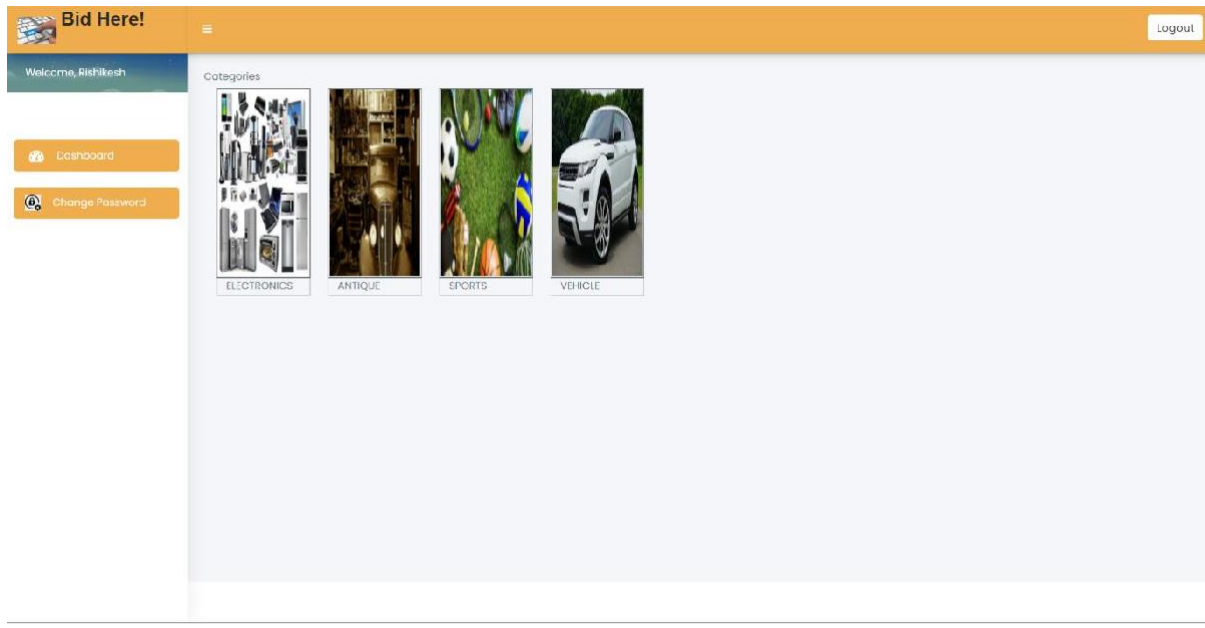 Bid Here!
Logout
Welcome, Rishikesh
Categories
Dashboard
Change Password
ELECTRONICS
ANTIQUE
SPORTS
VEHICLE